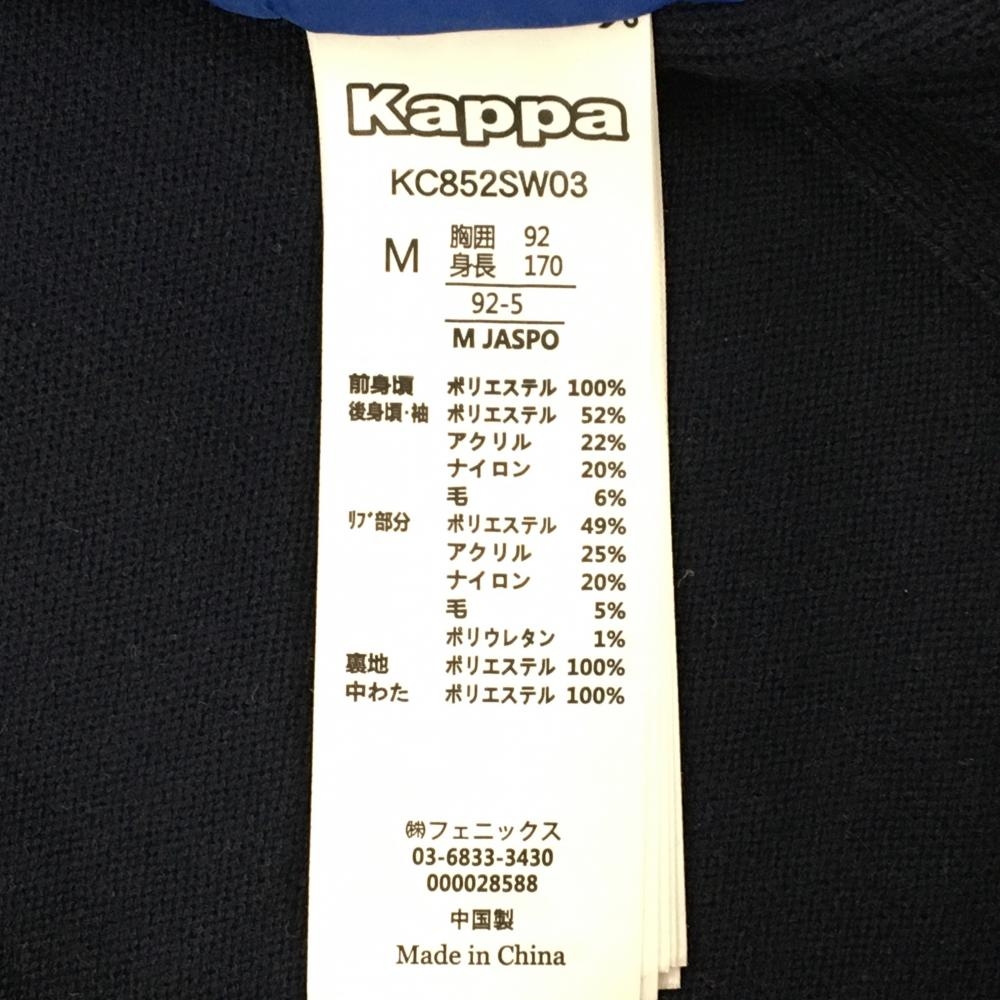 Kappa
KC852SW03
M 胸囲 92
身長 170
92-5
M JASPO
前身頃 ポリエステル 100%
後身頃・袖 ポリエステル 52%
アクリル 22%
ナイロン 20%
毛 6%
ﾘﾌﾞ部分 ポリエステル 49%
アクリル 25%
ナイロン 20%
毛 5%
ポリウレタン 1%
裏地 ポリエステル 100%
中わた ポリエステル 100%
㈱フェニックス
03-6833-3430
000028588
中国製
Made in China